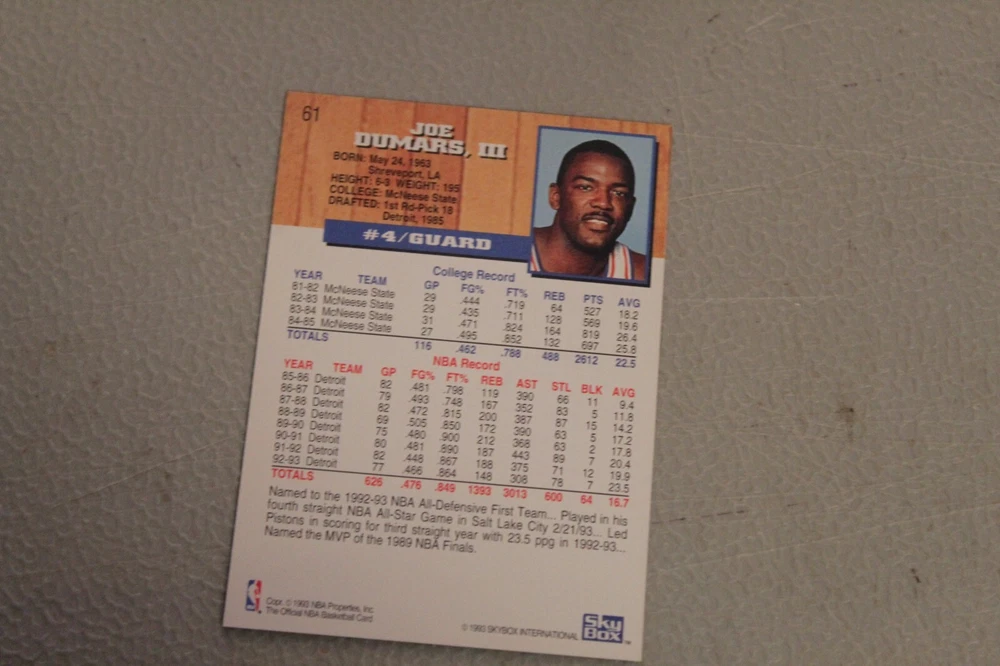 61
JOE
DUMARS, III
BORN: May 24, 1963
Shreveport, LA
HEIGHT: 6-3 WEIGHT: 195
COLLEGE: McNeese State
DRAFTED: 1st Rd-Pick 18
Detroit, 1985
#4/GUARD
College Record
YEAR TEAM GP FG% FT% REB PTS AVG
81-82 McNeese State 29 .444 .719 64 527 18.2
82-83 McNeese State 29 .435 .711 128 569 19.6
83-84 McNeese State 31 .471 .824 164 819 26.4
84-85 McNeese State 27 .495 .852 132 697 25.8
TOTALS 116 .462 .788 488 2612 22.5
NBA Record
YEAR TEAM GP FG% FT% REB AST STL BLK AVG
85-86 Detroit 82 .481 .798 119 390 66 11 9.4
86-87 Detroit 79 .493 .748 167 352 83 5 11.8
87-88 Detroit 82 .472 .815 200 387 87 15 14.2
88-89 Detroit 69 .505 .850 172 390 63 5 17.2
89-90 Detroit 75 .480 .900 212 368 63 2 17.8
90-91 Detroit 80 .481 .890 187 443 89 7 20.4
91-92 Detroit 82 .448 .867 188 375 71 12 19.9
92-93 Detroit 77 .466 .864 148 308 78 7 23.5
TOTALS 626 .476 .849 1393 3013 600 64 16.7
Named to the 1992-93 NBA All-Defensive First Team... Played in his
fourth straight NBA All-Star Game in Salt Lake City 2/21/93... Led
Pistons in scoring for third straight year with 23.5 ppg in 1992-93...
Named the MVP of the 1989 NBA Finals.
Copr. © 1993 NBA Properties, Inc.
The Official NBA Basketball Card
© 1993 SKYBOX INTERNATIONAL
Sky
Box
TM